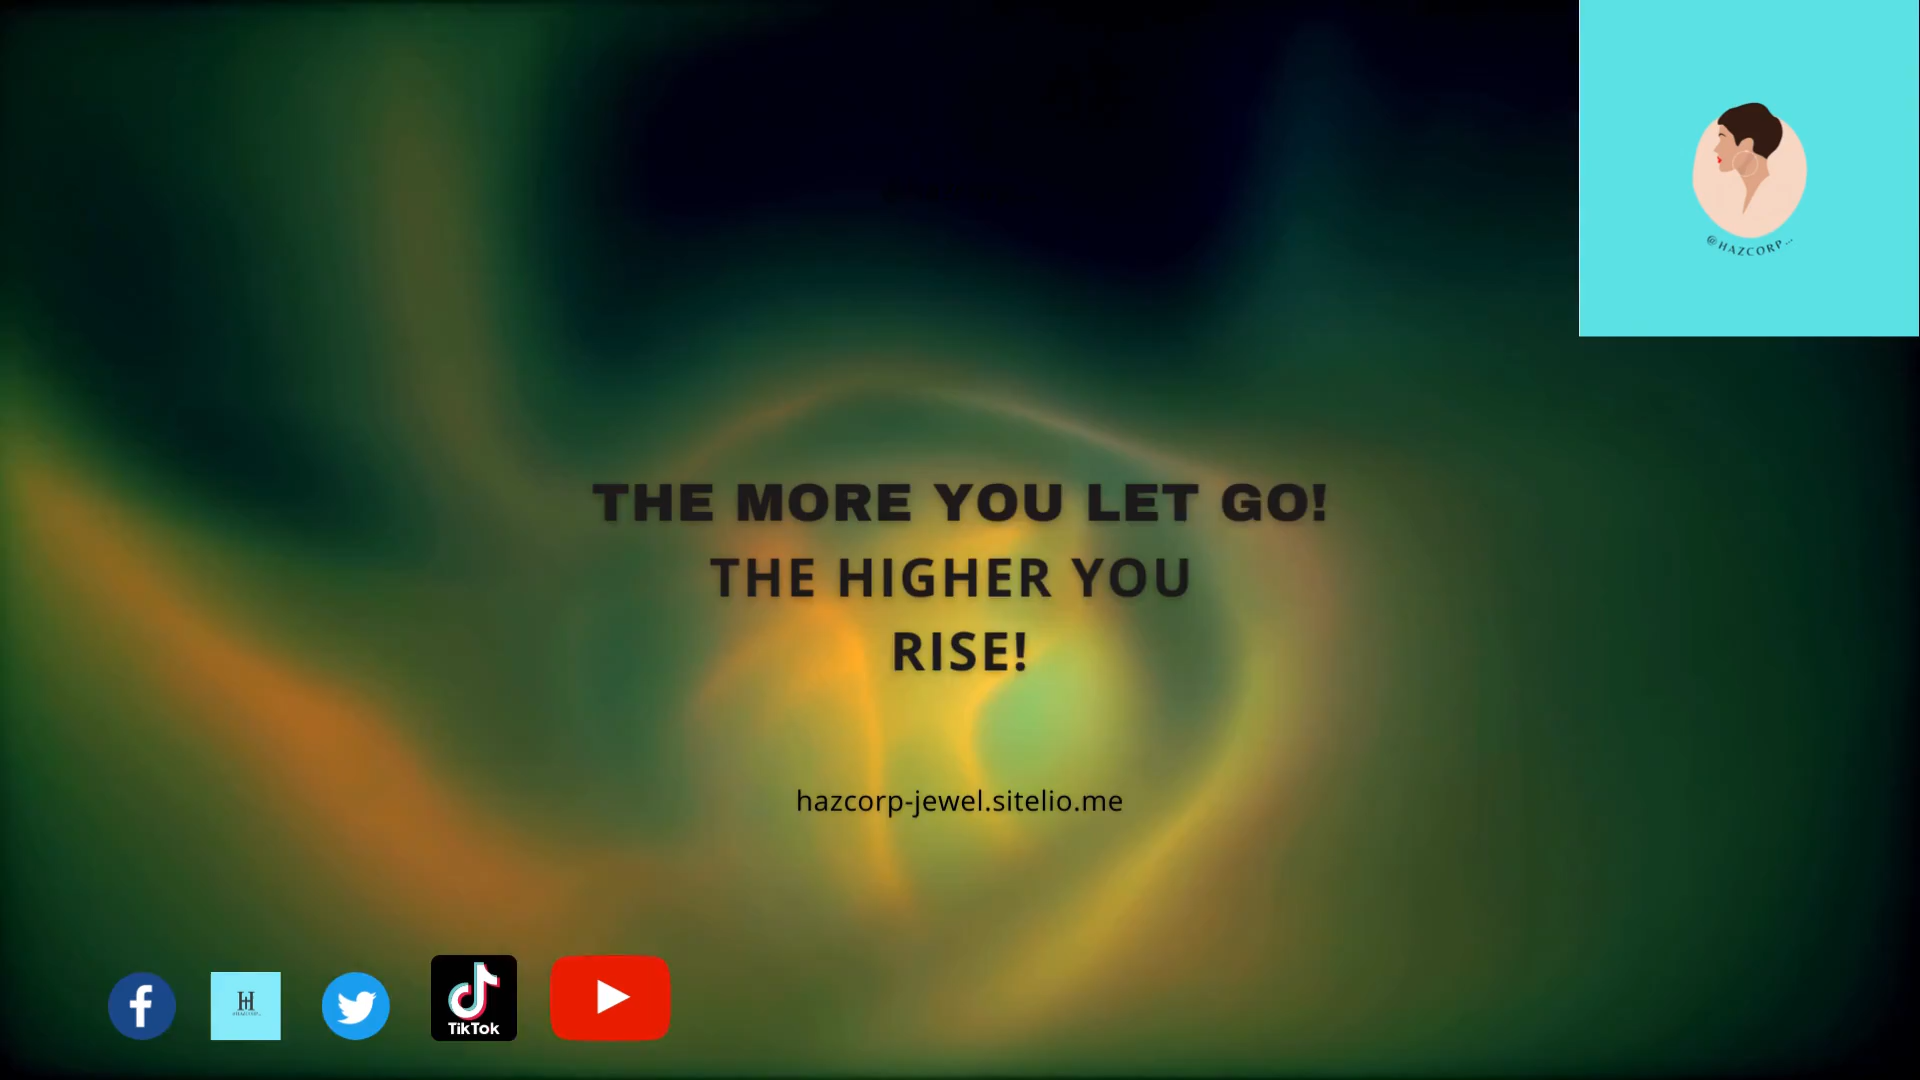 @HAZCORP...
THE MORE YOU LET GO!
THE HIGHER YOU
RISE!
hazcorp-jewel.sitelio.me
H
TikTok